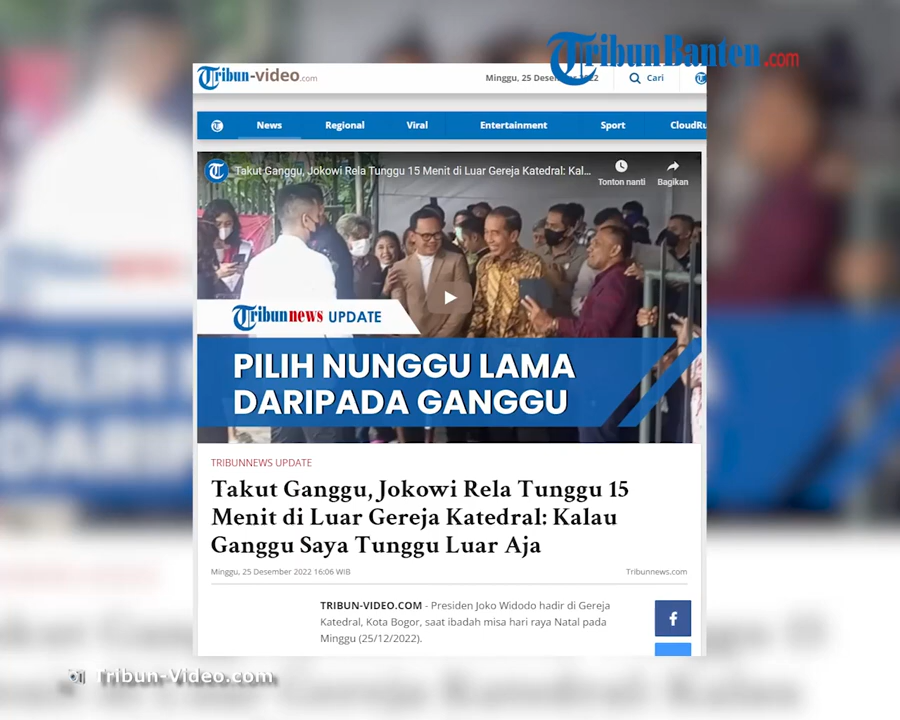 TribunBanten.com
Tribun-video.com
Minggu, 25 Desember 2022
Cari
News
Regional
Viral
Entertainment
Sport
CloudRu
Takut Ganggu, Jokowi Rela Tunggu 15 Menit di Luar Gereja Katedral: Kal...
Tonton nanti
Bagikan
Tribunnews UPDATE
PILIH NUNGGU LAMA
DARIPADA GANGGU
TRIBUNNEWS UPDATE
Takut Ganggu, Jokowi Rela Tunggu 15
Menit di Luar Gereja Katedral: Kalau
Ganggu Saya Tunggu Luar Aja
Minggu, 25 Desember 2022 16:06 WIB
Tribunnews.com
TRIBUN-VIDEO.COM - Presiden Joko Widodo hadir di Gereja
Katedral, Kota Bogor, saat ibadah misa hari raya Natal pada
Minggu (25/12/2022).
Tribun-Video.com